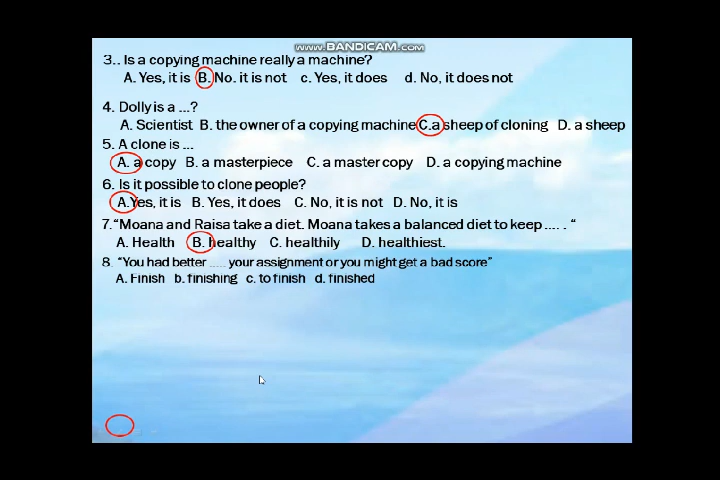 www.BANDICAM.com
3.. Is a copying machine really a machine?
A. Yes, it is B. No. it is not c. Yes, it does d. No, it does not
4. Dolly is a ...?
A. Scientist B. the owner of a copying machine C.a sheep of cloning D. a sheep
5. A clone is ...
A. a copy B. a masterpiece C. a master copy D. a copying machine
6. Is it possible to clone people?
A.Yes, it is B. Yes, it does C. No, it is not D. No, it is
7."Moana and Raisa take a diet. Moana takes a balanced diet to keep .... . "
A. Health B. healthy C. healthily D. healthiest.
8. "You had better ..... your assignment or you might get a bad score"
A. Finish b. finishing c. to finish d. finished